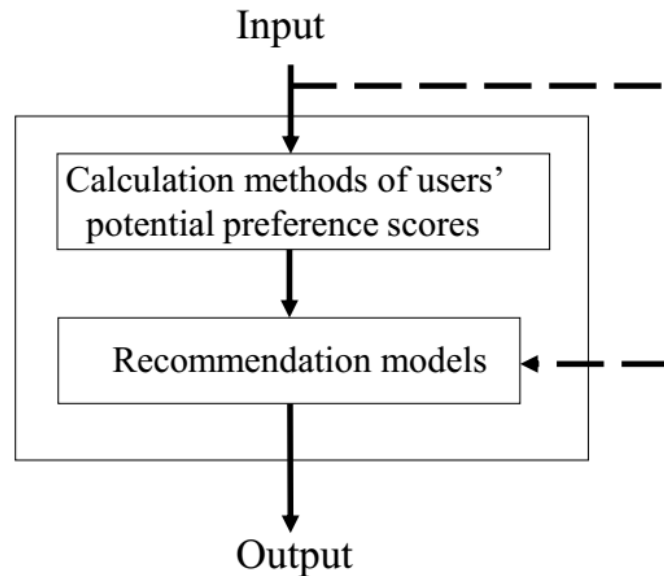 Input
Calculation methods of users’
potential preference scores
Recommendation models
Output